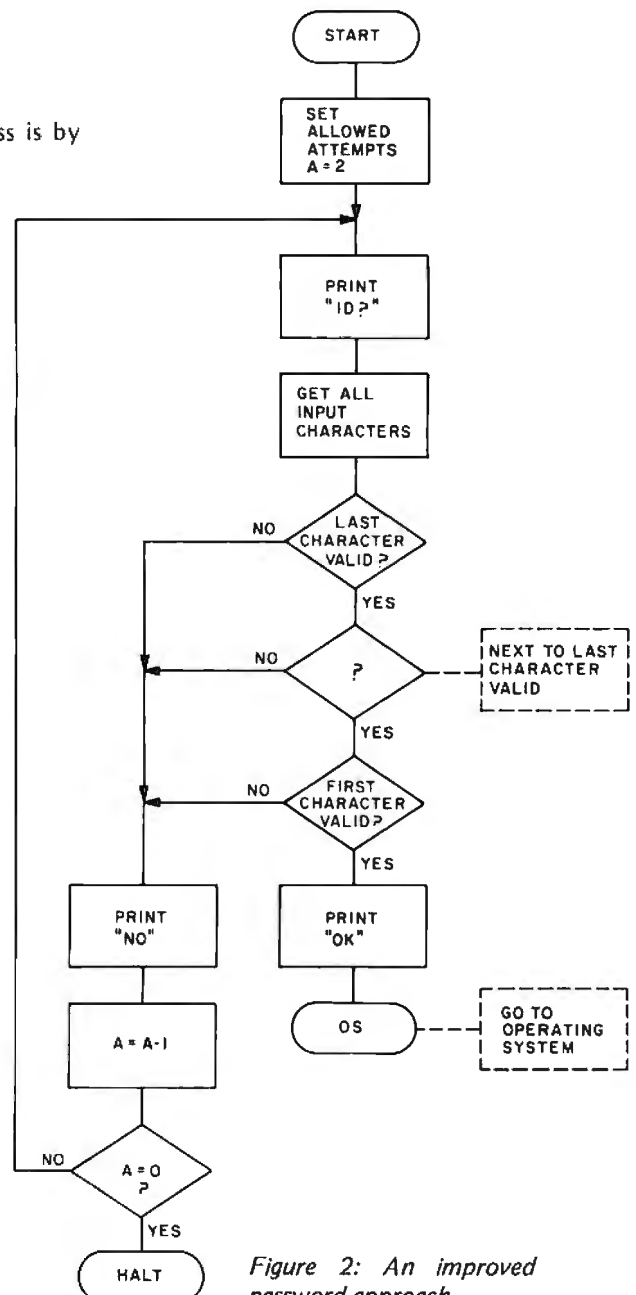 ss is by
START
SET
ALLOWED
ATTEMPTS
A=2
PRINT
"ID?"
GET ALL
INPUT
CHARACTERS
LAST
CHARACTER
VALID?
NO
YES
?
NO
YES
NEXT TO LAST
CHARACTER
VALID
FIRST
CHARACTER
VALID?
NO
YES
PRINT
"NO"
PRINT
"OK"
A=A-1
OS
GO TO
OPERATING
SYSTEM
A=0
?
NO
YES
HALT
Figure 2: An improved
password approach